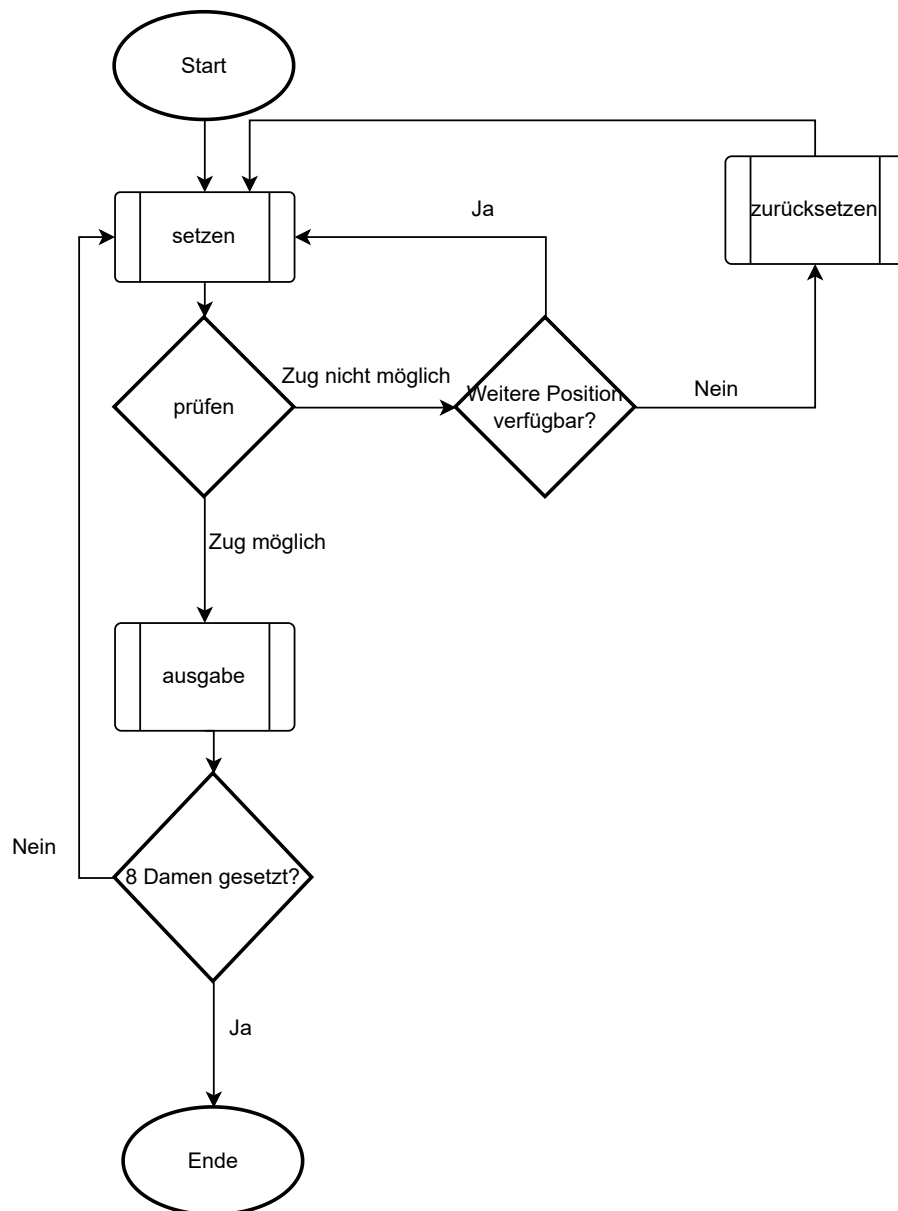 Start
setzen
Ja
zurücksetzen
prüfen
Zug nicht möglich
Weitere Position
verfügbar?
Nein
Zug möglich
ausgabe
Nein
8 Damen gesetzt?
Ja
Ende